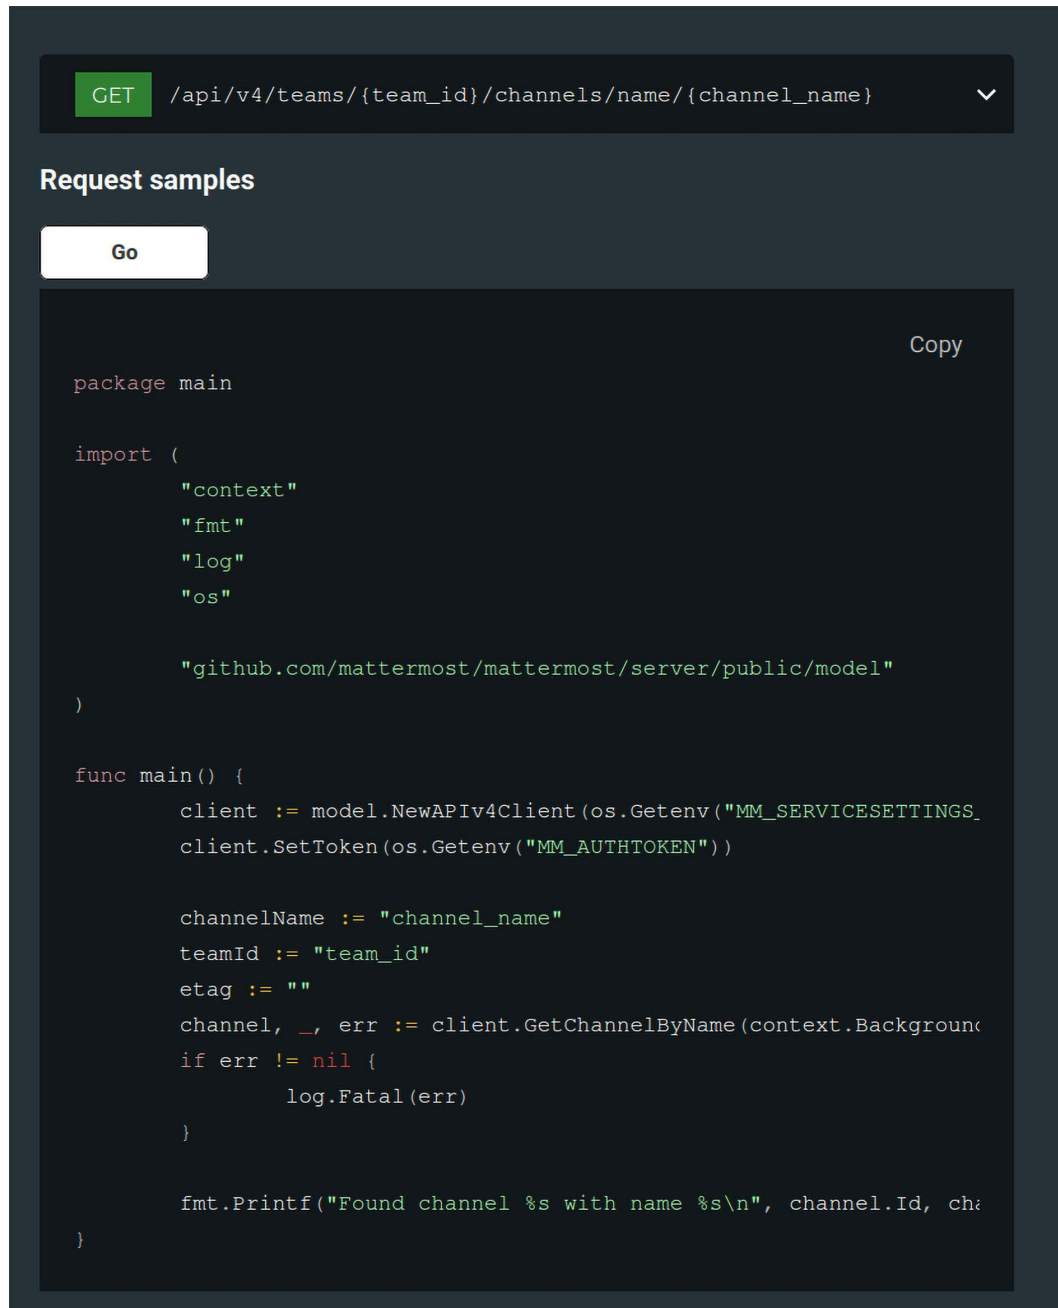 GET /api/v4/teams/{team_id}/channels/name/{channel_name}
Request samples
Go
Copy
package main
import (
"context"
"fmt"
"log"
"os"
"github.com/mattermost/mattermost/server/public/model"
)
func main() {
client := model.NewAPIv4Client(os.Getenv("MM_SERVICESETTINGS_
client.SetToken(os.Getenv("MM_AUTHTOKEN"))
channelName := "channel_name"
teamId := "team_id"
etag := ""
channel, _, err := client.GetChannelByName(context.Background
if err != nil {
log.Fatal(err)
}
fmt.Printf("Found channel %s with name %s\n", channel.Id, cha
}